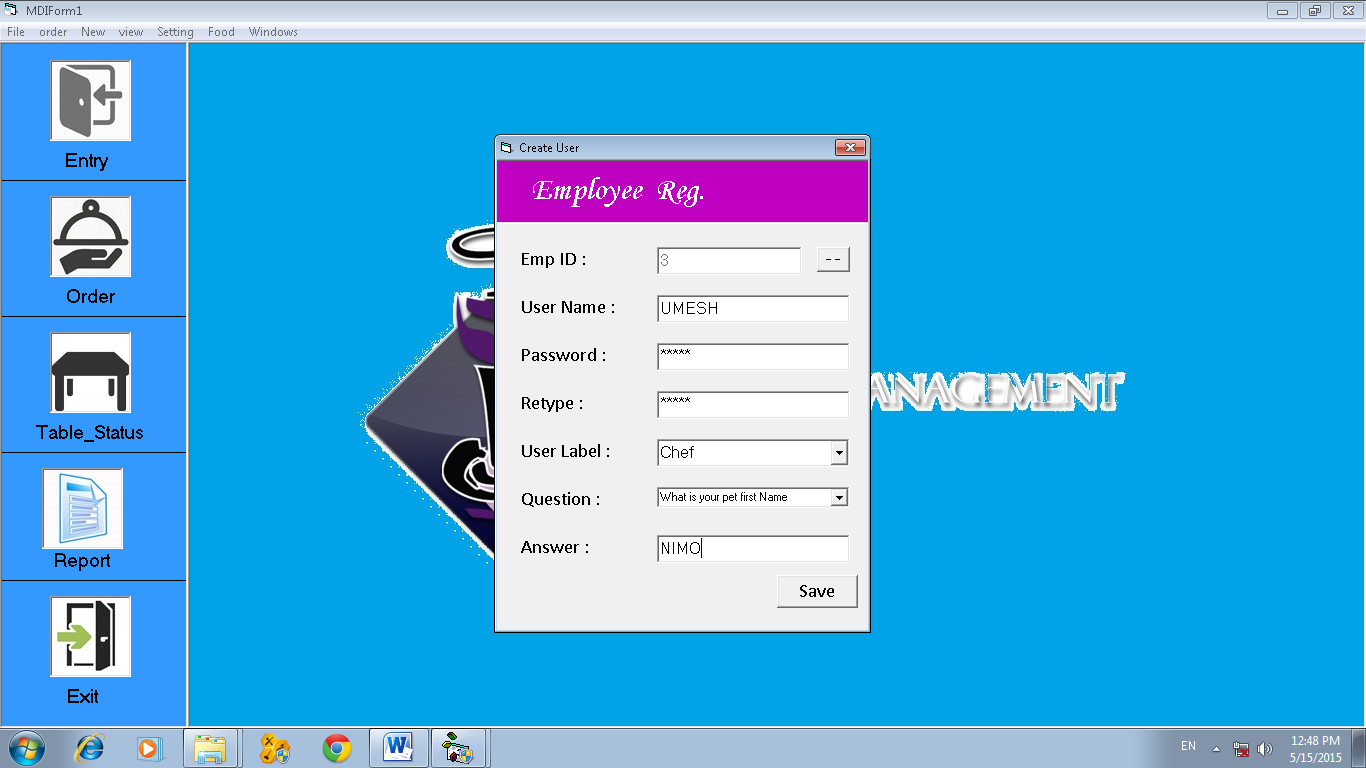 MDIForm1
File order New view Setting Food Windows
Entry
Order
Table_Status
Report
Exit
Create User
Employee Reg.
Emp ID : 3 --
User Name : UMESH
Password : *****
Retype : *****
User Label : Chef
Question : What is your pet first Name
Answer : NIMO
Save
EN
12:48 PM
5/15/2015